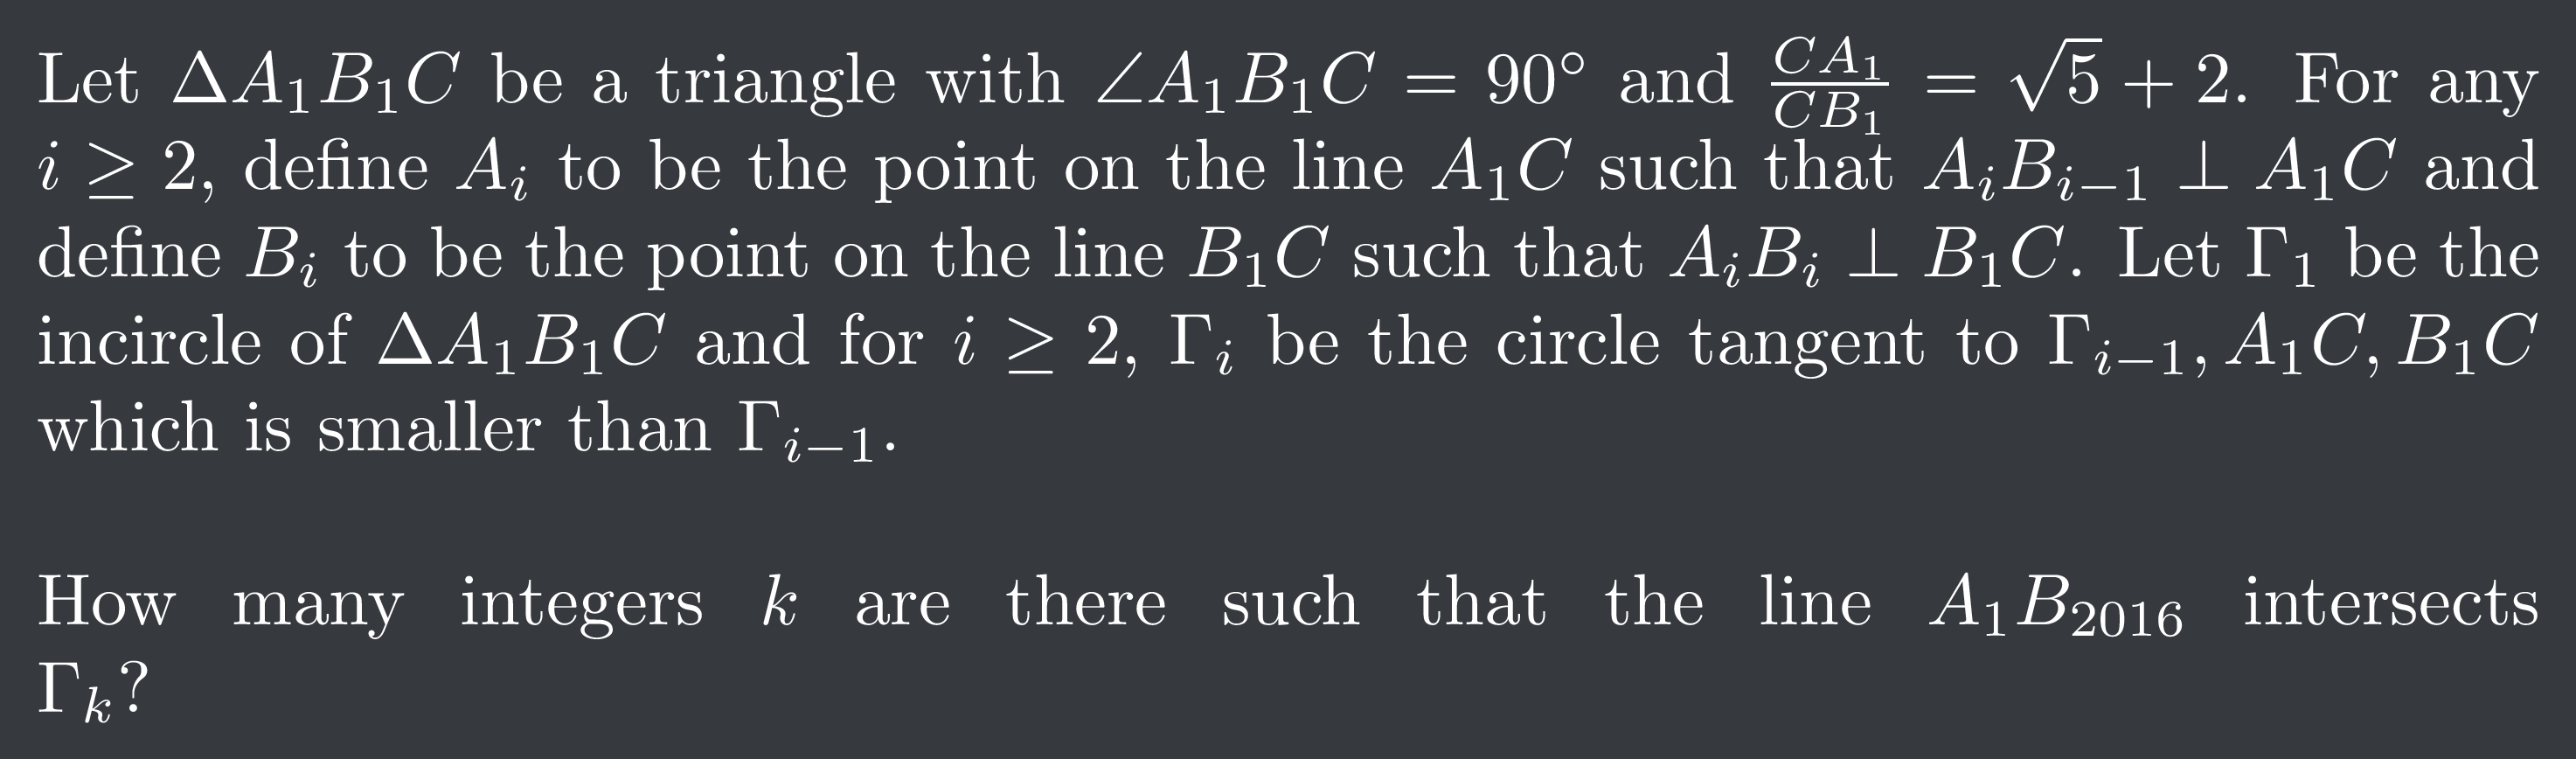 Let ΔA₁B₁C be a triangle with ∠A₁B₁C = 90° and \frac{CA₁}{CB₁} = √5 + 2. For any
i ≥ 2, define Aᵢ to be the point on the line A₁C such that AᵢBᵢ₋₁ ⊥ A₁C and
define Bᵢ to be the point on the line B₁C such that AᵢBᵢ ⊥ B₁C. Let Γ₁ be the
incircle of ΔA₁B₁C and for i ≥ 2, Γᵢ be the circle tangent to Γᵢ₋₁, A₁C, B₁C
which is smaller than Γᵢ₋₁.
How many integers k are there such that the line A₁B₂₀₁₆ intersects
Γₖ?